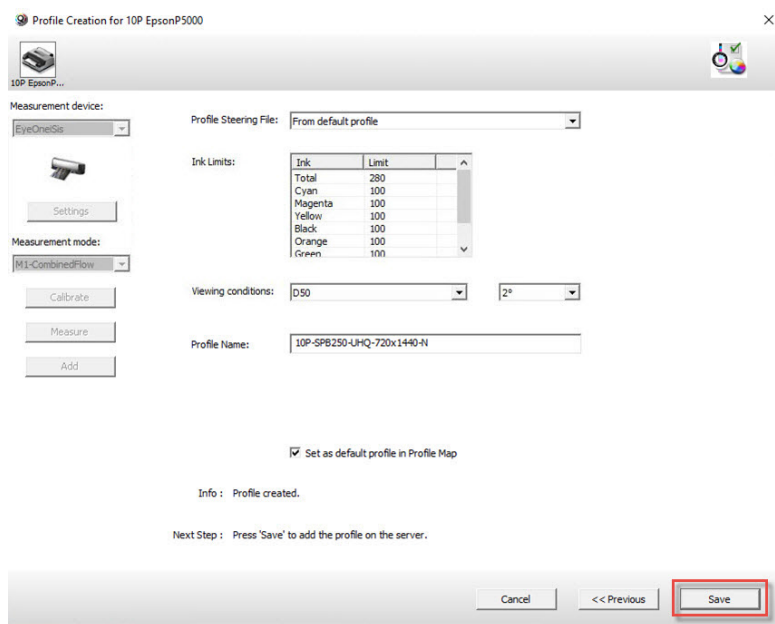 Profile Creation for 10P EpsonP5000
10P EpsonP...
Measurement device:
EyeOneiSis
Settings
Measurement mode:
M1-CombinedFlow
Calibrate
Measure
Add
Profile Steering File: From default profile
Ink Limits:
Ink Limit
Total 280
Cyan 100
Magenta 100
Yellow 100
Black 100
Orange 100
Green 100
Viewing conditions: D50 2°
Profile Name: 10P-SPB250-UHQ-720x1440-N
Set as default profile in Profile Map
Info : Profile created.
Next Step : Press 'Save' to add the profile on the server.
Cancel << Previous Save